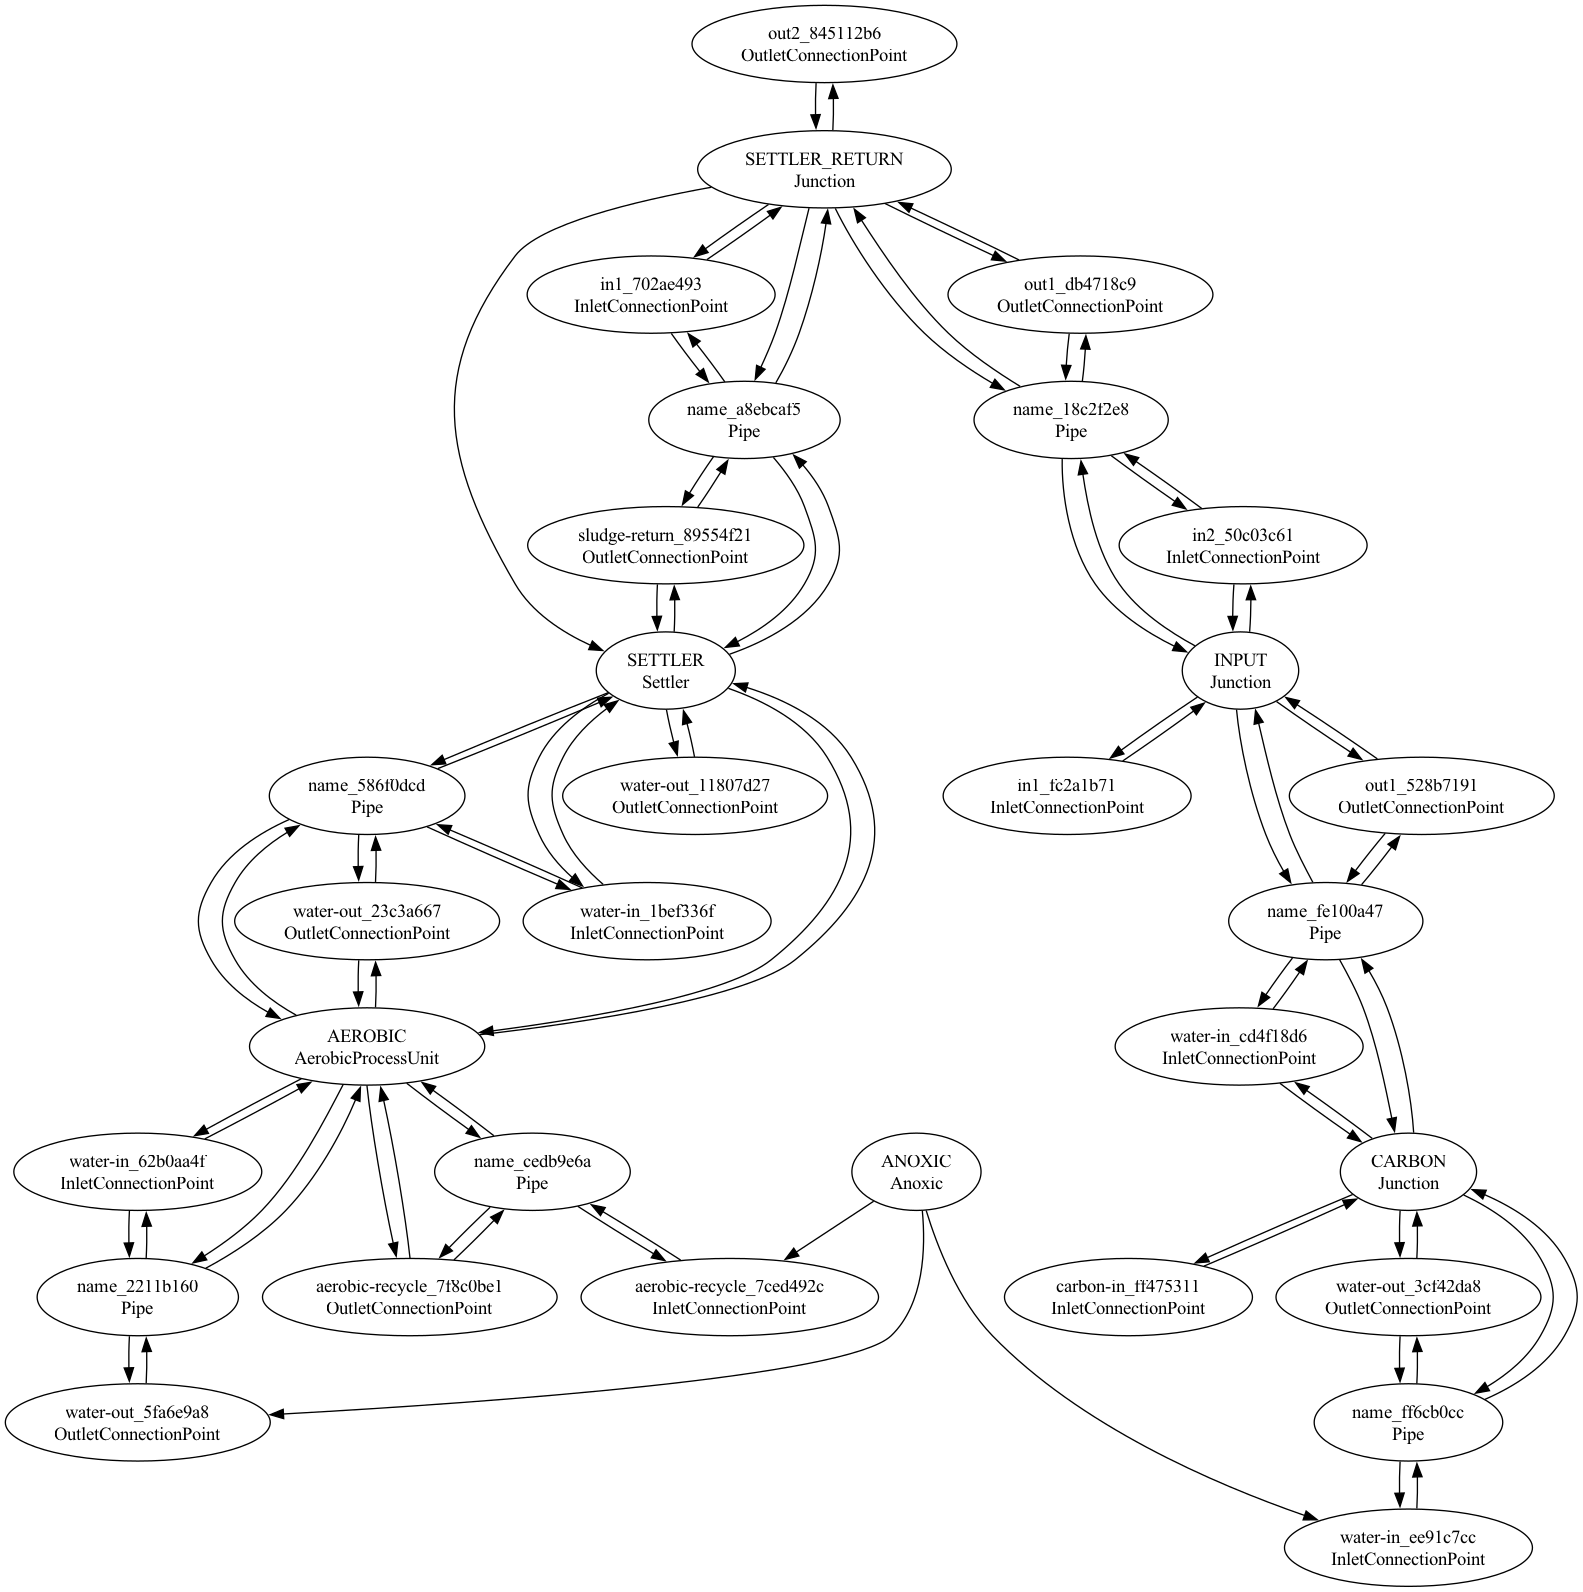 out2_845112b6
OutletConnectionPoint
SETTLER_RETURN
Junction
in1_702ae493
InletConnectionPoint
out1_db4718c9
OutletConnectionPoint
name_a8ebcaf5
Pipe
name_18c2f2e8
Pipe
sludge-return_89554f21
OutletConnectionPoint
in2_50c03c61
InletConnectionPoint
SETTLER
Settler
INPUT
Junction
name_586f0dcd
Pipe
water-out_11807d27
OutletConnectionPoint
in1_fc2a1b71
InletConnectionPoint
out1_528b7191
OutletConnectionPoint
water-out_23c3a667
OutletConnectionPoint
water-in_1bef336f
InletConnectionPoint
name_fe100a47
Pipe
AEROBIC
AerobicProcessUnit
water-in_cd4f18d6
InletConnectionPoint
water-in_62b0aa4f
InletConnectionPoint
name_cedb9e6a
Pipe
ANOXIC
Anoxic
CARBON
Junction
name_2211b160
Pipe
aerobic-recycle_7f8c0be1
OutletConnectionPoint
aerobic-recycle_7ced492c
InletConnectionPoint
carbon-in_ff475311
InletConnectionPoint
water-out_3cf42da8
OutletConnectionPoint
water-out_5fa6e9a8
OutletConnectionPoint
name_ff6cb0cc
Pipe
water-in_ee91c7cc
InletConnectionPoint